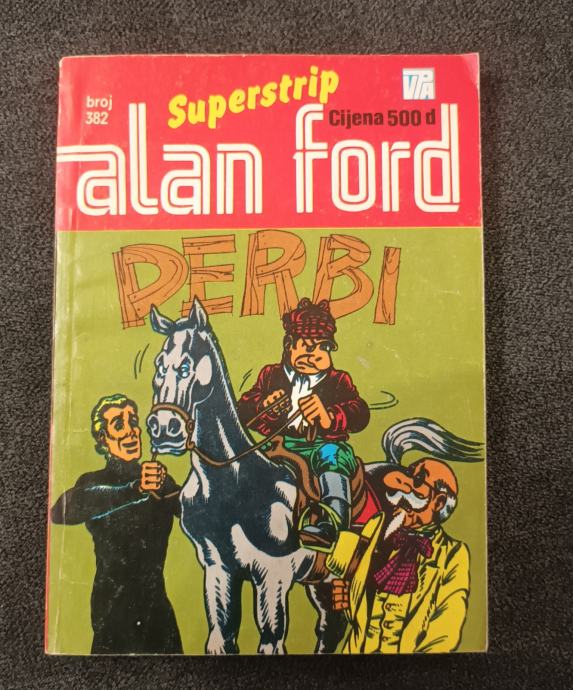 broj
382
Superstrip
VPA
Cijena 500 d
alan ford
DERBI